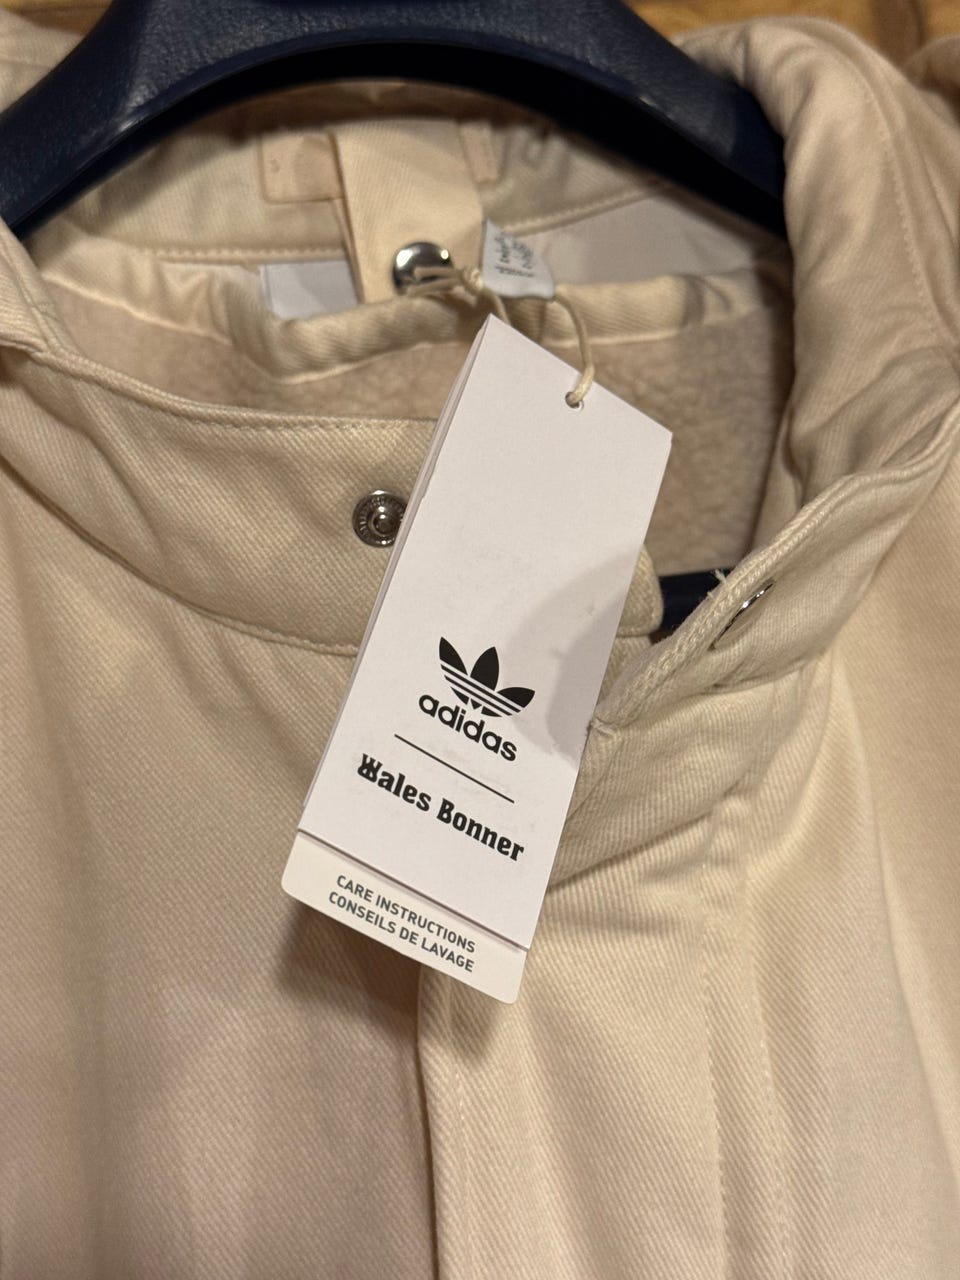 adidas
Wales Bonner
CARE INSTRUCTIONS
CONSEILS DE LAVAGE